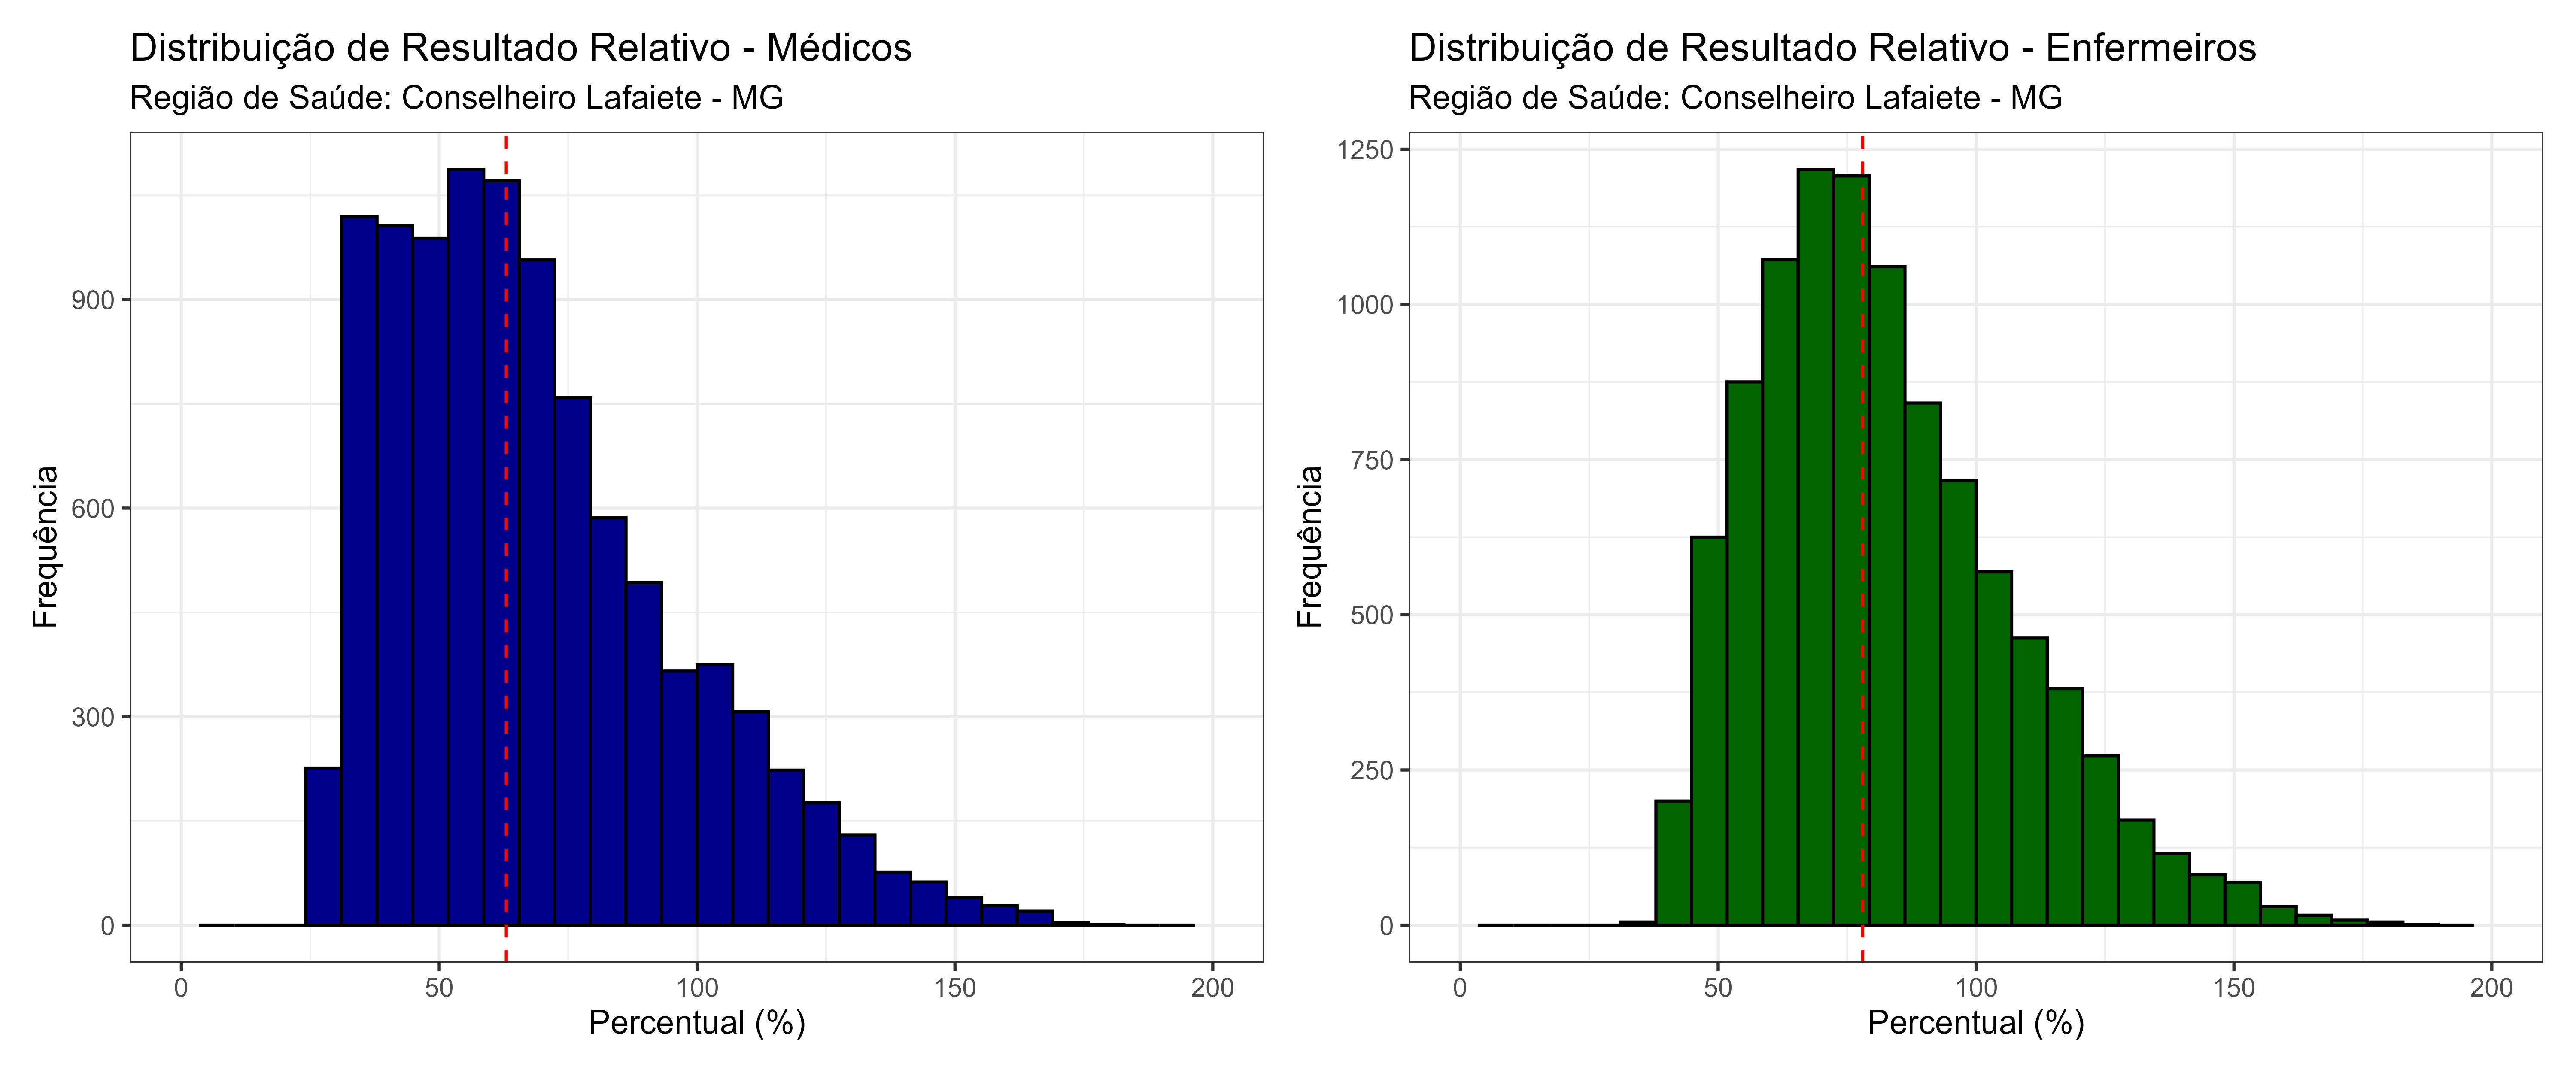 Distribuição de Resultado Relativo - Médicos
Região de Saúde: Conselheiro Lafaiete - MG
Frequência
900
600
300
0
0 50 100 150 200
Percentual (%)
Distribuição de Resultado Relativo - Enfermeiros
Região de Saúde: Conselheiro Lafaiete - MG
Frequência
1250
1000
750
500
250
0
0 50 100 150 200
Percentual (%)